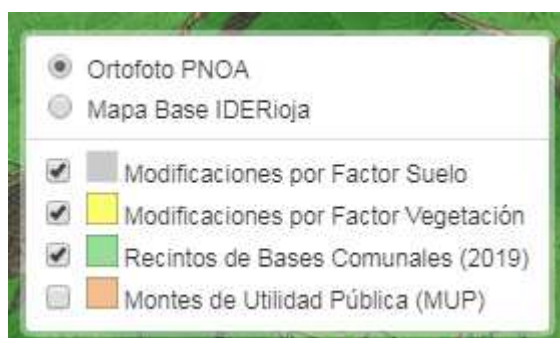 Ortofoto PNOA
Mapa Base IDERioja
Modificaciones por Factor Suelo
Modificaciones por Factor Vegetación
Recintos de Bases Comunales (2019)
Montes de Utilidad Pública (MUP)